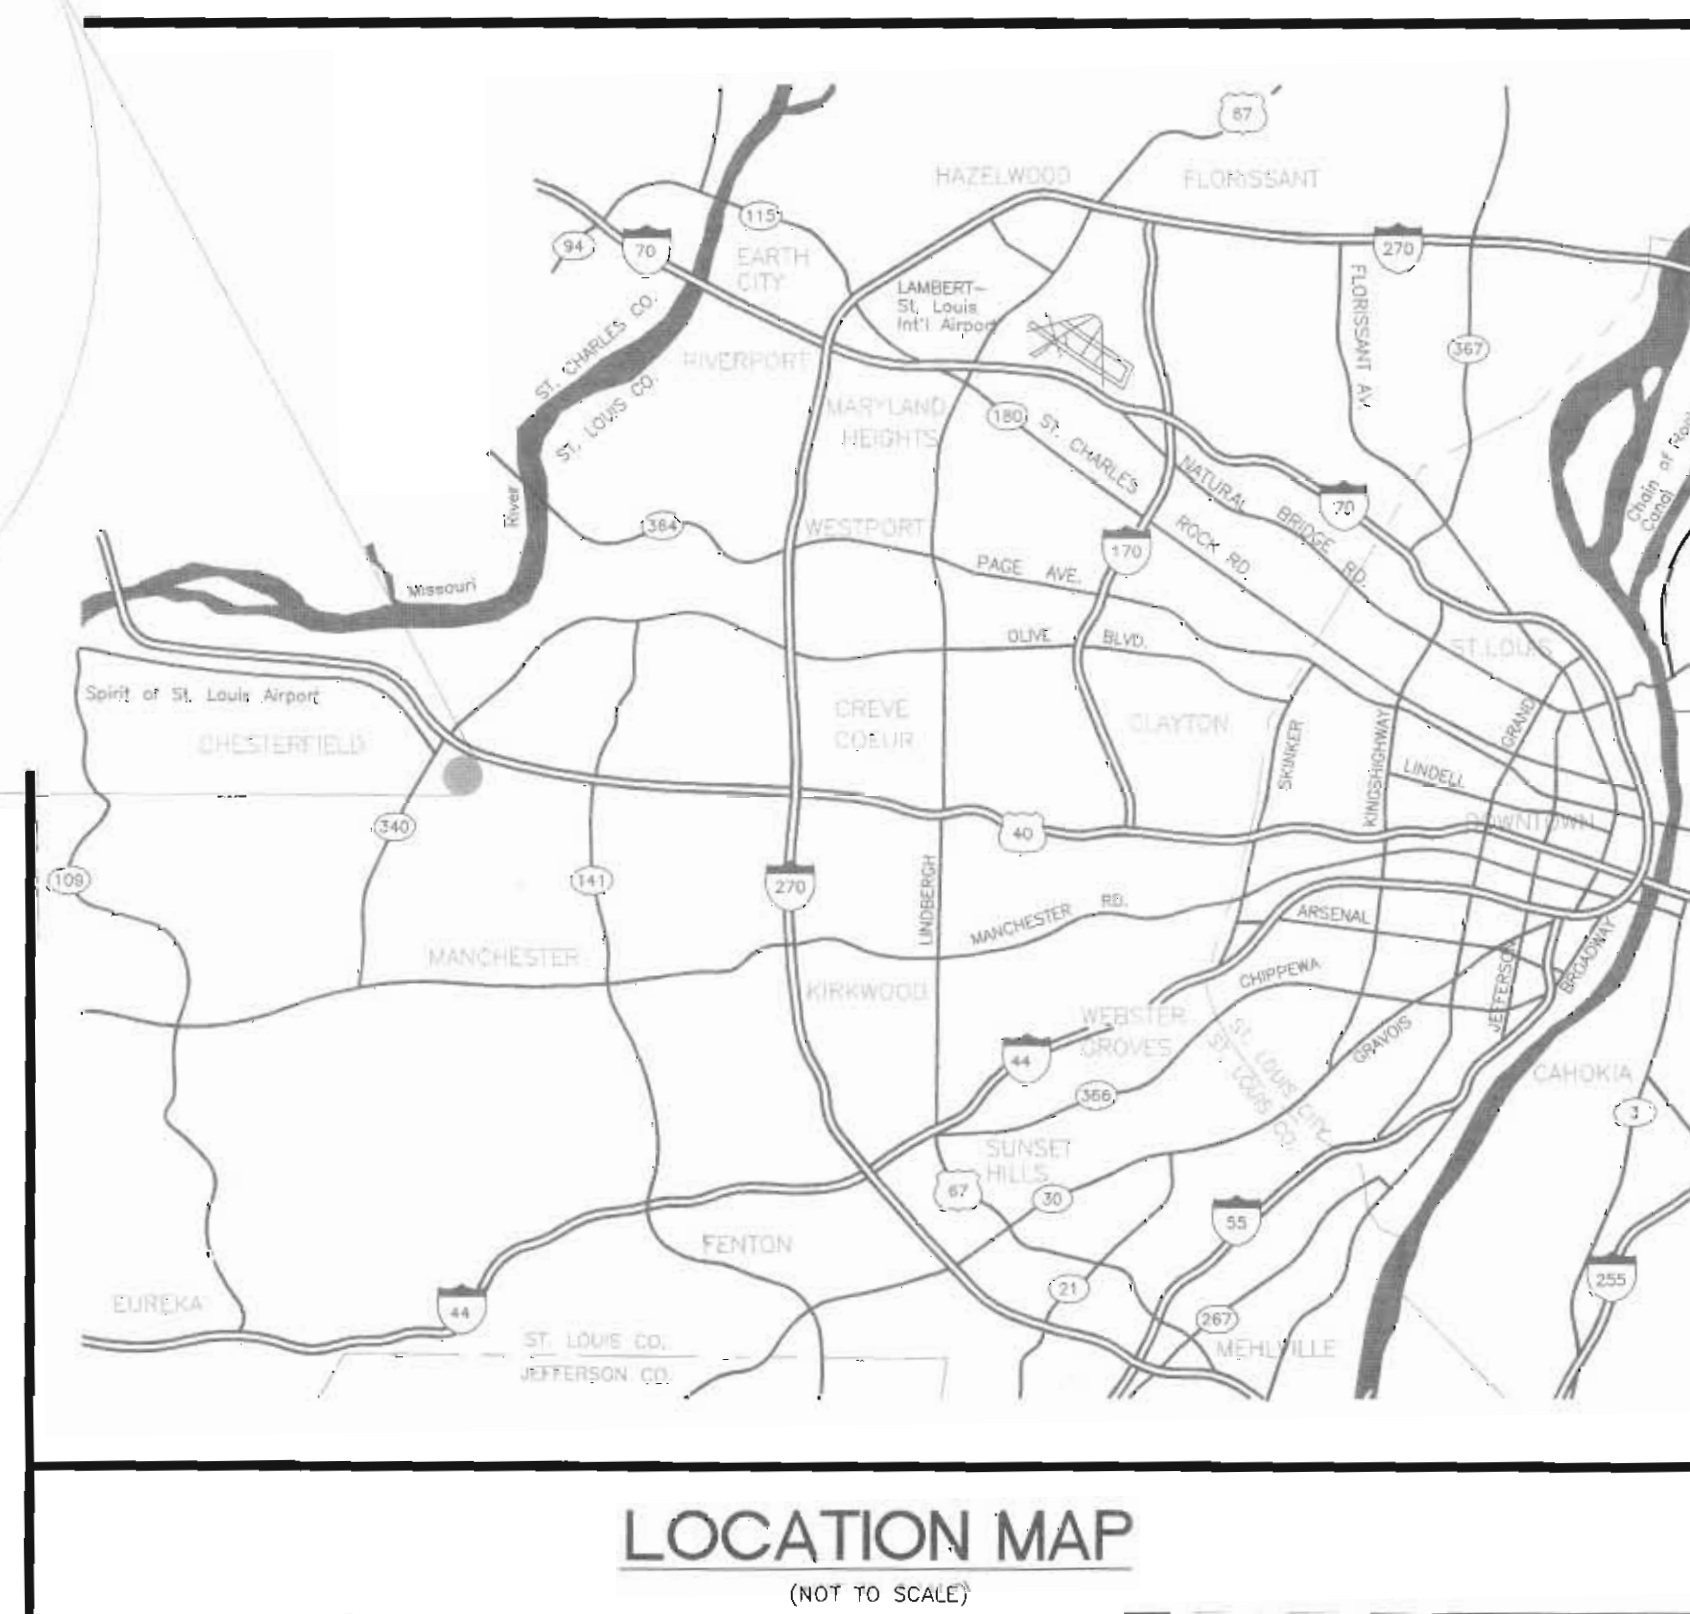 67
HAZELWOOD
FLORISSANT
115
94
70
EARTH
CITY
270
LAMBERT-
St. Louis
Int'l Airport
ST. CHARLES CO.
ST. LOUIS CO.
FLORISSANT AV.
367
RIVERPORT
MARYLAND
HEIGHTS
180
ST. CHARLES
ROCK RD
NATURAL
BRIDGE
RD.
70
Chain of
Canal
River
364
WESTPORT
170
PAGE AVE.
Missouri
OLIVE BLVD.
ST.LOUIS
Spirit of St. Louis Airport
CHESTERFIELD
CREVE
COEUR
CLAYTON
SKINKER
KINGSHIGHWAY
GRAND
LINDELL
DOWNTOWN
340
40
109
141
270
LINDBERGH
MANCHESTER RD.
ARSENAL
MANCHESTER
KIRKWOOD
CHIPPEWA
JEFFERSON
BROADWAY
WEBSTER
GROVES
44
GRAVOIS
ST. LOUIS CITY
ST. LOUIS CO.
CAHOKIA
366
3
SUNSET
HILLS
67
30
55
FENTON
21
255
EUREKA
44
267
MEHLVILLE
ST. LOUIS CO.
JEFFERSON CO.
LOCATION MAP
(NOT TO SCALE)